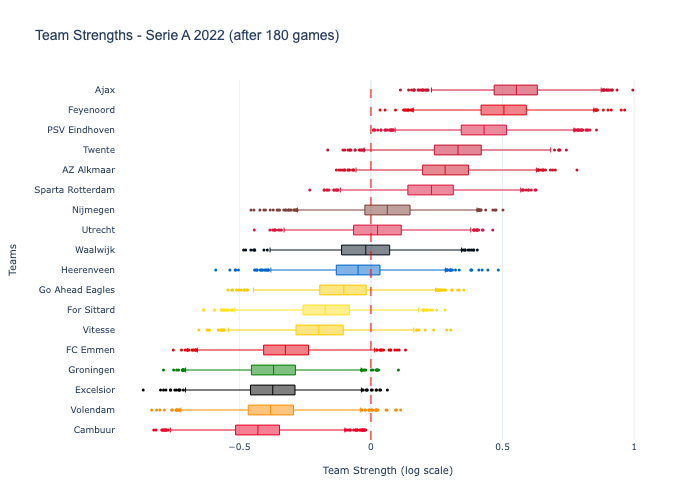 Team Strengths - Serie A 2022 (after 180 games)
Ajax
Feyenoord
PSV Eindhoven
Twente
AZ Alkmaar
Sparta Rotterdam
Nijmegen
Utrecht
Waalwijk
Heerenveen
Go Ahead Eagles
For Sittard
Vitesse
FC Emmen
Groningen
Excelsior
Volendam
Cambuur
Teams
−0.5 0 0.5 1
Team Strength (log scale)